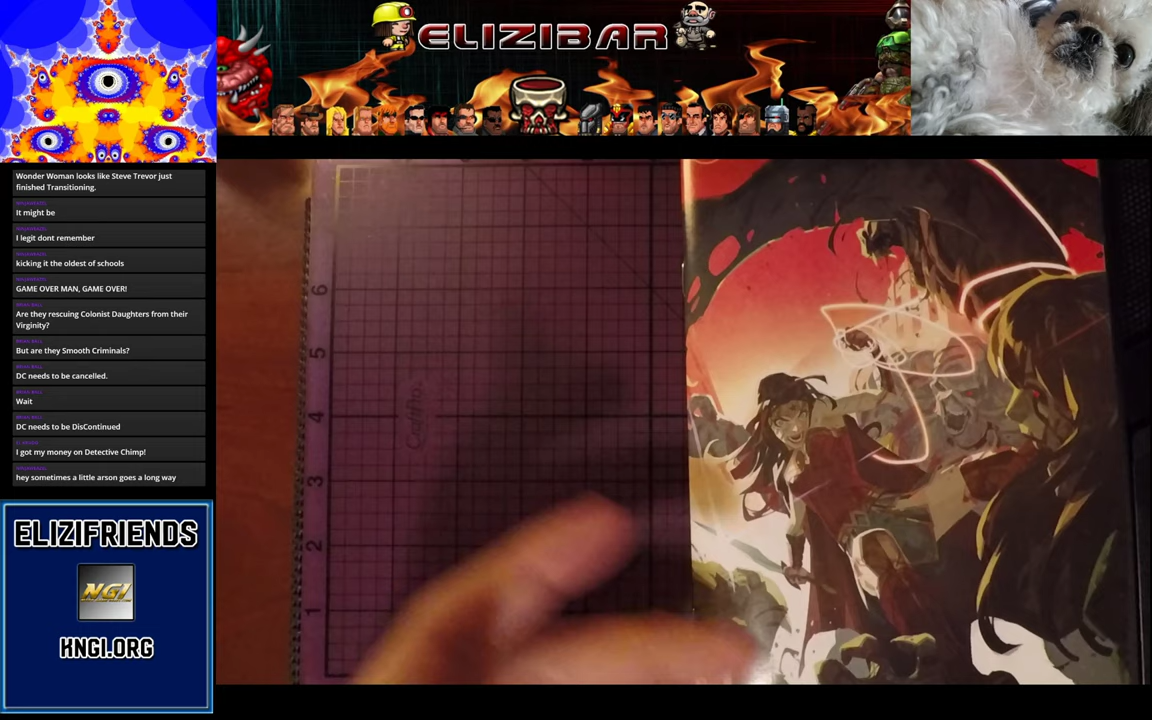 ELIZIBAR
Wonder Woman looks like Steve Trevor just
finished Transitioning.
It might be
I legit dont remember
kicking it the oldest of schools
GAME OVER MAN, GAME OVER!
Are they rescuing Colonist Daughters from their
Virginity?
But are they Smooth Criminals?
DC needs to be cancelled.
Wait
DC needs to be DisContinued
I got my money on Detective Chimp!
hey sometimes a little arson goes a long way
ELIZIFRIENDS
NGI
KNGI.ORG
6
5
4
3
2
1